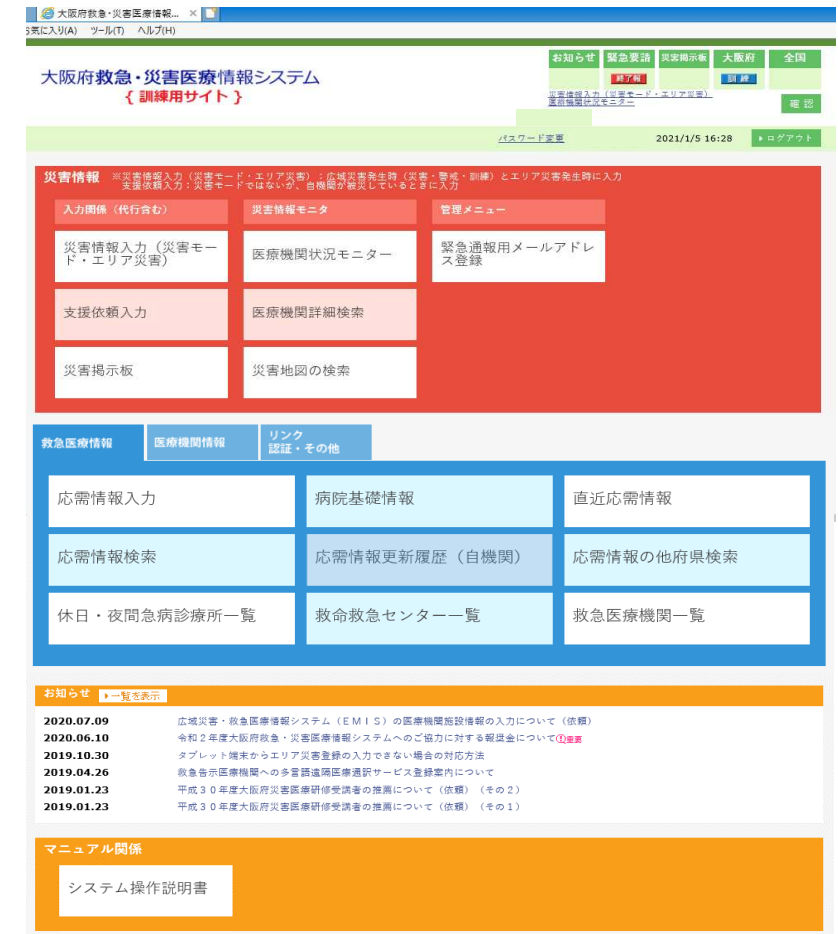 大阪府救急･災害医療情報...
気に入り(A) ツール(T) ヘルプ(H)
大阪府救急・災害医療情報システム
{ 訓練用サイト }
お知らせ 緊急要請 災害掲示板 大阪府 全国
終了報 訓練
災害情報入力（災害モード・エリア災害）
医療機関状況モニター
確認
パスワード変更 2021/1/5 16:28 ログアウト
災害情報 ※災害情報入力（災害モード・エリア災害）：広域災害発生時（災害・警戒・訓練）とエリア災害発生時に入力
支援依頼入力：災害モードではないが、自機関が被災しているときに入力
入力関係（代行含む） 災害情報モニタ 管理メニュー
災害情報入力（災害モード・エリア災害） 医療機関状況モニター 緊急通報用メールアドレス登録
支援依頼入力 医療機関詳細検索
災害掲示板 災害地図の検索
救急医療情報 医療機関情報 リンク
認証・その他
応需情報入力 病院基礎情報 直近応需情報
応需情報検索 応需情報更新履歴（自機関） 応需情報の他府県検索
休日・夜間急病診療所一覧 救命救急センター一覧 救急医療機関一覧
お知らせ 一覧を表示
2020.07.09 広域災害・救急医療情報システム（ＥＭＩＳ）の医療機関施設情報の入力について（依頼）
2020.06.10 令和２年度大阪府救急・災害医療情報システムへのご協力に対する報奨金について 重要
2019.10.30 タブレット端末からエリア災害登録の入力できない場合の対応方法
2019.04.26 救急告示医療機関への多言語遠隔医療通訳サービス登録案内について
2019.01.23 平成３０年度大阪府災害医療研修受講者の推薦について（依頼）（その２）
2019.01.23 平成３０年度大阪府災害医療研修受講者の推薦について（依頼）（その１）
マニュアル関係
システム操作説明書